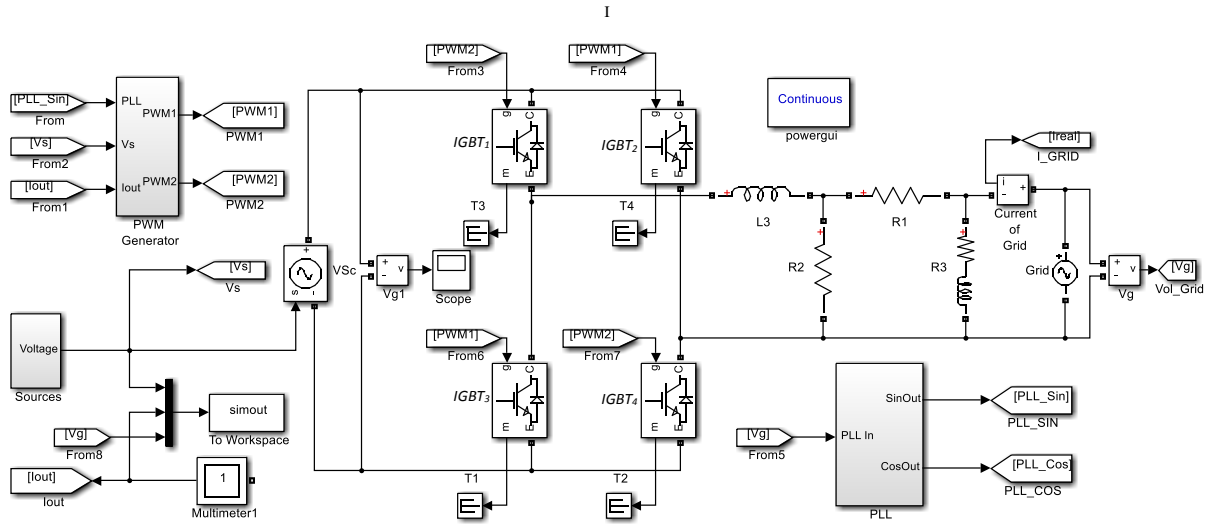 I
[PWM2]
From3
[PWM1]
From4
Continuous
powergui
[PLL_Sin]
From
[Vs]
From2
[Iout]
From1
PLL
Vs
Iout
PWM1
PWM2
PWM
Generator
[PWM1]
PWM1
[PWM2]
PWM2
g
C
IGBT1
m
E
g
C
IGBT2
m
E
[Ireal]
I_GRID
i
+
-
Current
of
Grid
T3
T4
+
L3
+
R1
+
R2
+
R3
+
Grid
+
-
v
Vg
[Vg]
Vol_Grid
[Vs]
Vs
+
s
-
VSc
+
-
v
Vg1
Scope
Voltage
Sources
[PWM1]
From6
[PWM2]
From7
g
C
IGBT3
m
E
g
C
IGBT4
m
E
simout
To Workspace
[Vg]
From8
[Iout]
Iout
1
Multimeter1
T1
T2
[Vg]
From5
PLL In
SinOut
CosOut
PLL
[PLL_Sin]
PLL_SIN
[PLL_Cos]
PLL_COS